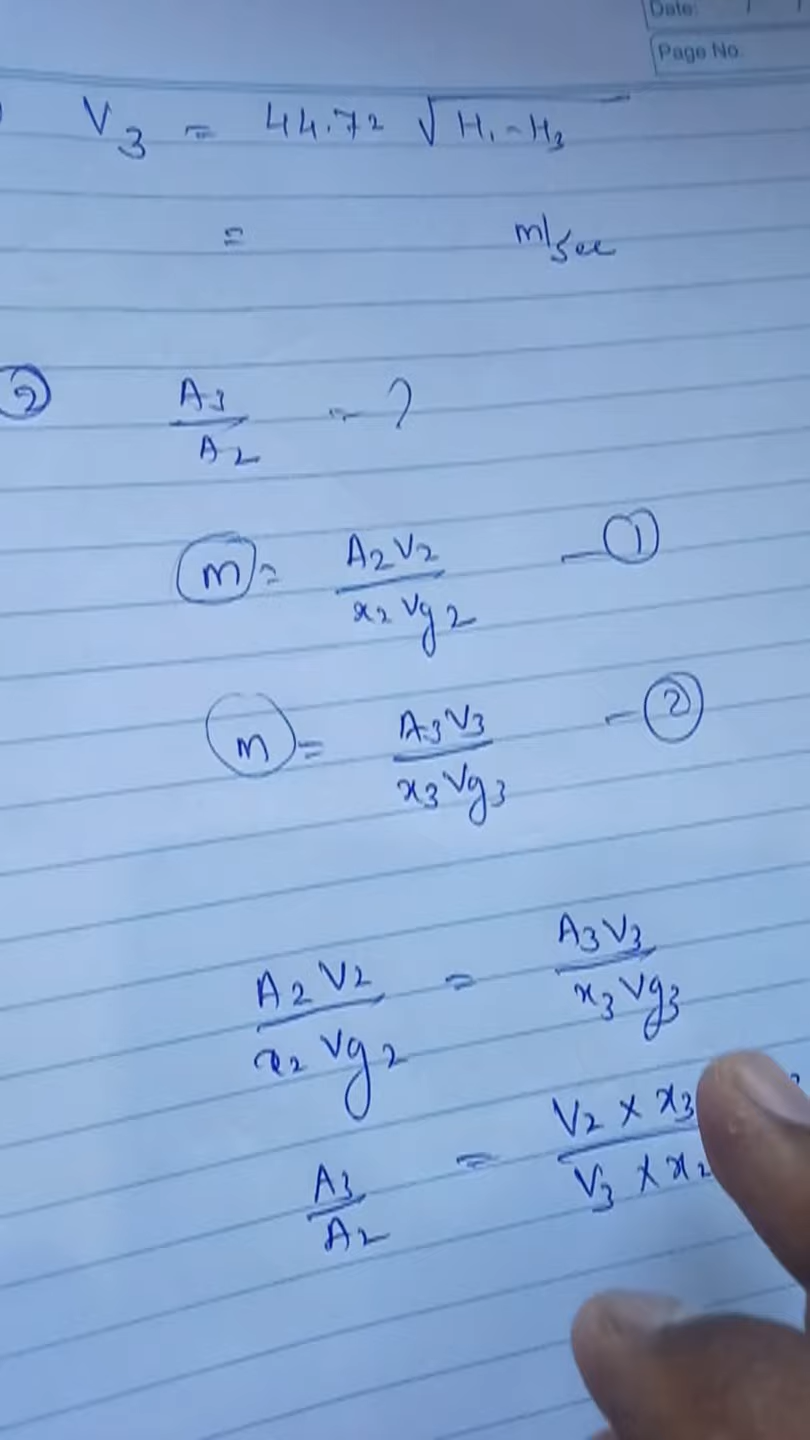 Date: / /
Page No.
V3 = 44.72 √H1-H3
= m/sec
② A3/A2 = ?
m = A2V2/x2Vg2 - ①
m = A3V3/x3Vg3 - ②
A2V2/x2Vg2 = A3V3/x3Vg3
A3/A2 = V2 × x3/V3 × x2